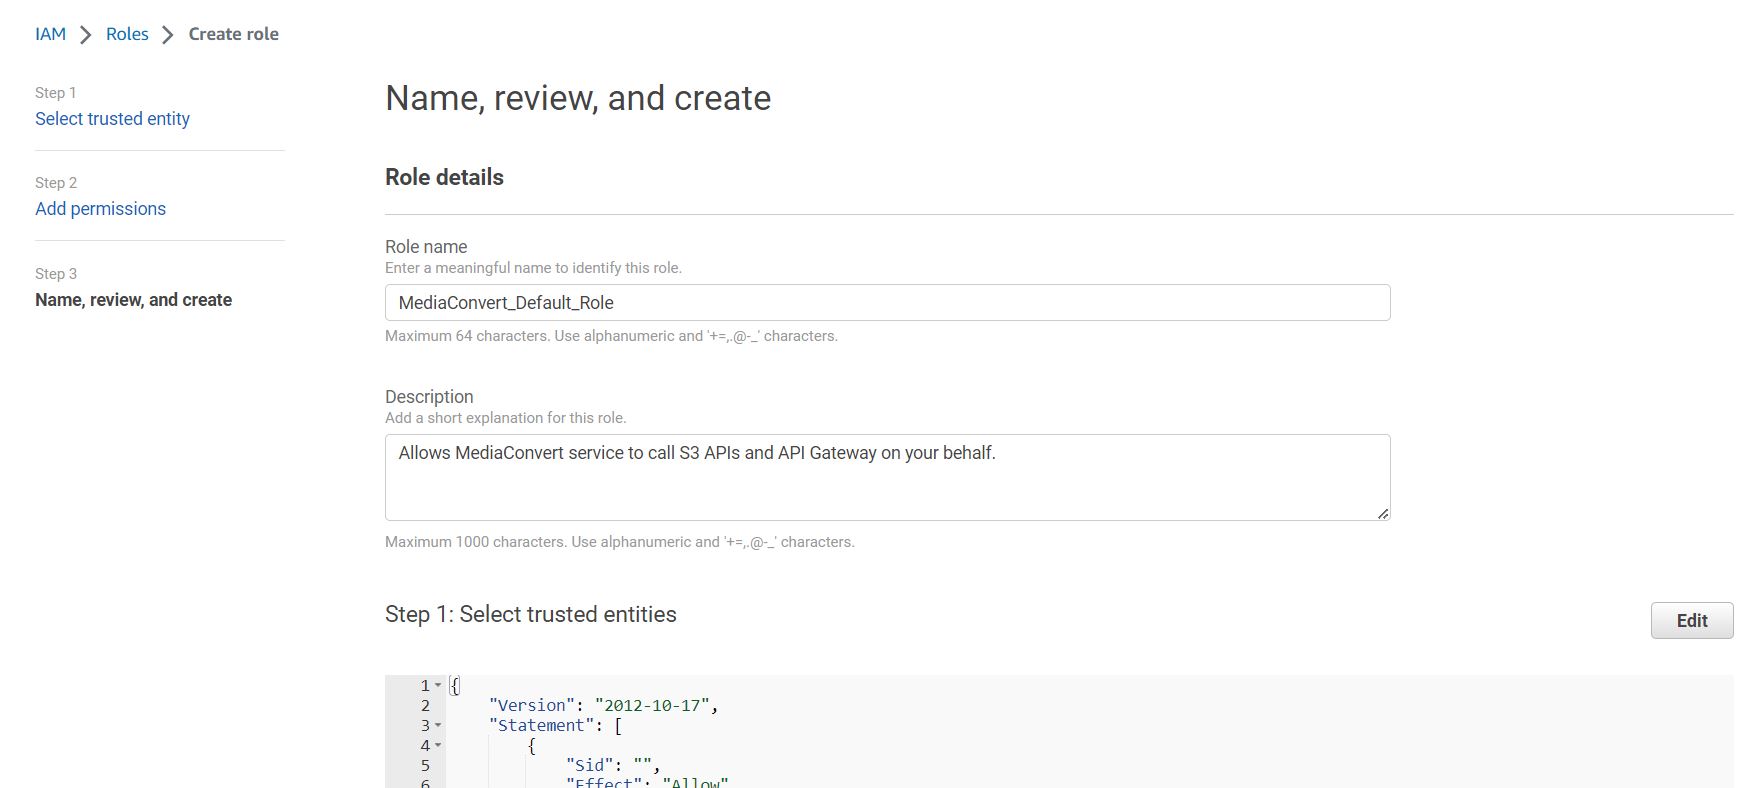 IAM > Roles > Create role
Step 1
Select trusted entity
Step 2
Add permissions
Step 3
Name, review, and create
Name, review, and create
Role details
Role name
Enter a meaningful name to identify this role.
MediaConvert_Default_Role
Maximum 64 characters. Use alphanumeric and '+=,.@-_' characters.
Description
Add a short explanation for this role.
Allows MediaConvert service to call S3 APIs and API Gateway on your behalf.
Maximum 1000 characters. Use alphanumeric and '+=,.@-_' characters.
Step 1: Select trusted entities
Edit
1 {
2 "Version": "2012-10-17",
3 "Statement": [
4 {
5 "Sid": "",
6 "Effect": "Allow"